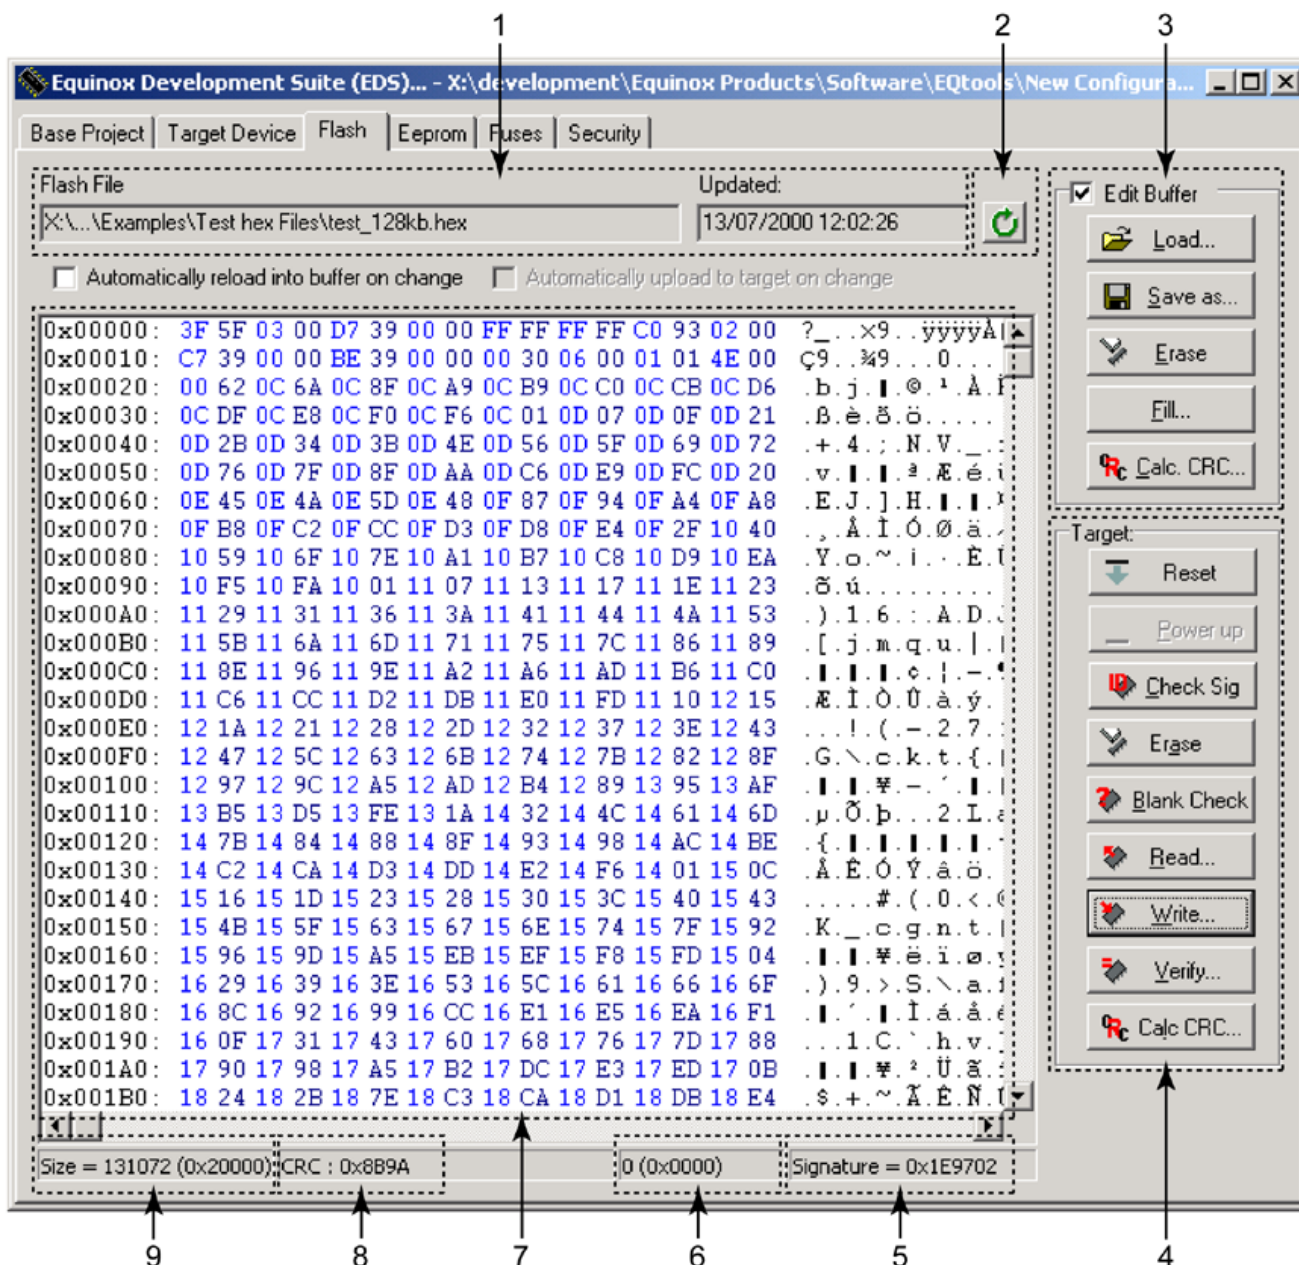 1 2 3
Equinox Development Suite (EDS)... - X:\development\Equinox Products\Software\EQtools\New Configura...
Base Project Target Device Flash Eeprom Fuses Security
Flash File Updated:
X:\...\Examples\Test hex Files\test_128kb.hex 13/07/2000 12:02:26
Automatically reload into buffer on change Automatically upload to target on change
Edit Buffer
Load...
Save as...
Erase
Fill...
Calc. CRC...
Target:
Reset
Power up
Check Sig
Erase
Blank Check
Read...
Write...
Verify...
Calc CRC...
0x00000: 3F 5F 03 00 D7 39 00 00 FF FF FF FF C0 93 02 00 ?_..×9..ÿÿÿÿÀ
0x00010: C7 39 00 00 BE 39 00 00 00 30 06 00 01 01 4E 00 Ç9..¾9...0....
0x00020: 00 62 0C 6A 0C 8F 0C A9 0C B9 0C C0 0C CB 0C D6 .b.j.▮.©.¹.À.
0x00030: 0C DF 0C E8 0C F0 0C F6 0C 01 0D 07 0D 0F 0D 21 .ß.è.ð.ö......
0x00040: 0D 2B 0D 34 0D 3B 0D 4E 0D 56 0D 5F 0D 69 0D 72 .+.4.;.N.V._.
0x00050: 0D 76 0D 7F 0D 8F 0D AA 0D C6 0D E9 0D FC 0D 20 .v.▮.▮.ª.Æ.é.
0x00060: 0E 45 0E 4A 0E 5D 0E 48 0F 87 0F 94 0F A4 0F A8 .E.J.].H.▮.▮.
0x00070: 0F B8 0F C2 0F CC 0F D3 0F D8 0F E4 0F 2F 10 40 .¸.Â.Ì.Ó.Ø.ä.
0x00080: 10 59 10 6F 10 7E 10 A1 10 B7 10 C8 10 D9 10 EA .Y.o.~.¡.·.È.
0x00090: 10 F5 10 FA 10 01 11 07 11 13 11 17 11 1E 11 23 .õ.ú..........
0x000A0: 11 29 11 31 11 36 11 3A 11 41 11 44 11 4A 11 53 .).1.6.:.A.D.
0x000B0: 11 5B 11 6A 11 6D 11 71 11 75 11 7C 11 86 11 89 .[.j.m.q.u.|.
0x000C0: 11 8E 11 96 11 9E 11 A2 11 A6 11 AD 11 B6 11 C0 .▮.▮.▮.¢.¦.-.
0x000D0: 11 C6 11 CC 11 D2 11 DB 11 E0 11 FD 11 10 12 15 .Æ.Ì.Ò.Û.à.ý.
0x000E0: 12 1A 12 21 12 28 12 2D 12 32 12 37 12 3E 12 43 ...!.(.-.2.7.
0x000F0: 12 47 12 5C 12 63 12 6B 12 74 12 7B 12 82 12 8F .G.\.c.k.t.{.
0x00100: 12 97 12 9C 12 A5 12 AD 12 B4 12 89 13 95 13 AF .▮.▮.¥.-.´.▮.
0x00110: 13 B5 13 D5 13 FE 13 1A 14 32 14 4C 14 61 14 6D .µ.Õ.þ...2.L.
0x00120: 14 7B 14 84 14 88 14 8F 14 93 14 98 14 AC 14 BE .{.▮.▮.▮.▮.▮.
0x00130: 14 C2 14 CA 14 D3 14 DD 14 E2 14 F6 14 01 15 0C .Â.Ê.Ó.Ý.â.ö.
0x00140: 15 16 15 1D 15 23 15 28 15 30 15 3C 15 40 15 43 .....#.(.0.<.
0x00150: 15 4B 15 5F 15 63 15 67 15 6E 15 74 15 7F 15 92 .K._.c.g.n.t.
0x00160: 15 96 15 9D 15 A5 15 EB 15 EF 15 F8 15 FD 15 04 .▮.▮.¥.ë.ï.ø.
0x00170: 16 29 16 39 16 3E 16 53 16 5C 16 61 16 66 16 6F .).9.>.S.\.a.
0x00180: 16 8C 16 92 16 99 16 CC 16 E1 16 E5 16 EA 16 F1 .▮.´.▮.Ì.á.å.
0x00190: 16 0F 17 31 17 43 17 60 17 68 17 76 17 7D 17 88 ...1.C.`.h.v.
0x001A0: 17 90 17 98 17 A5 17 B2 17 DC 17 E3 17 ED 17 0B .▮.▮.¥.².Ü.ã.
0x001B0: 18 24 18 2B 18 7E 18 C3 18 CA 18 D1 18 DB 18 E4 .$.+.~.Ã.Ê.Ñ.
Size = 131072 (0x20000) CRC : 0x8B9A 0 (0x0000) Signature = 0x1E9702
9 8 7 6 5 4